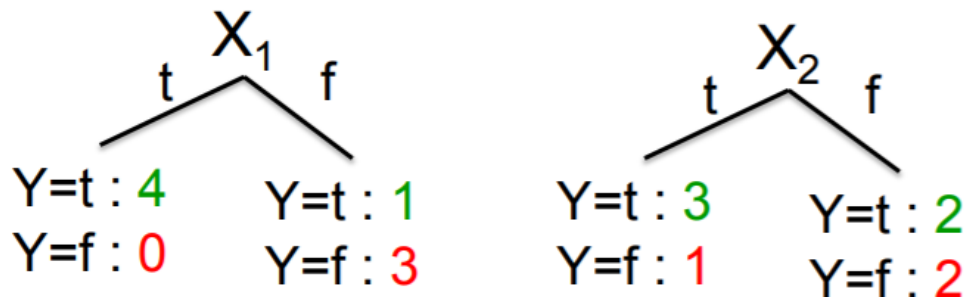 X₁
t f
Y=t : 4
Y=f : 0
Y=t : 1
Y=f : 3
X₂
t f
Y=t : 3
Y=f : 1
Y=t : 2
Y=f : 2